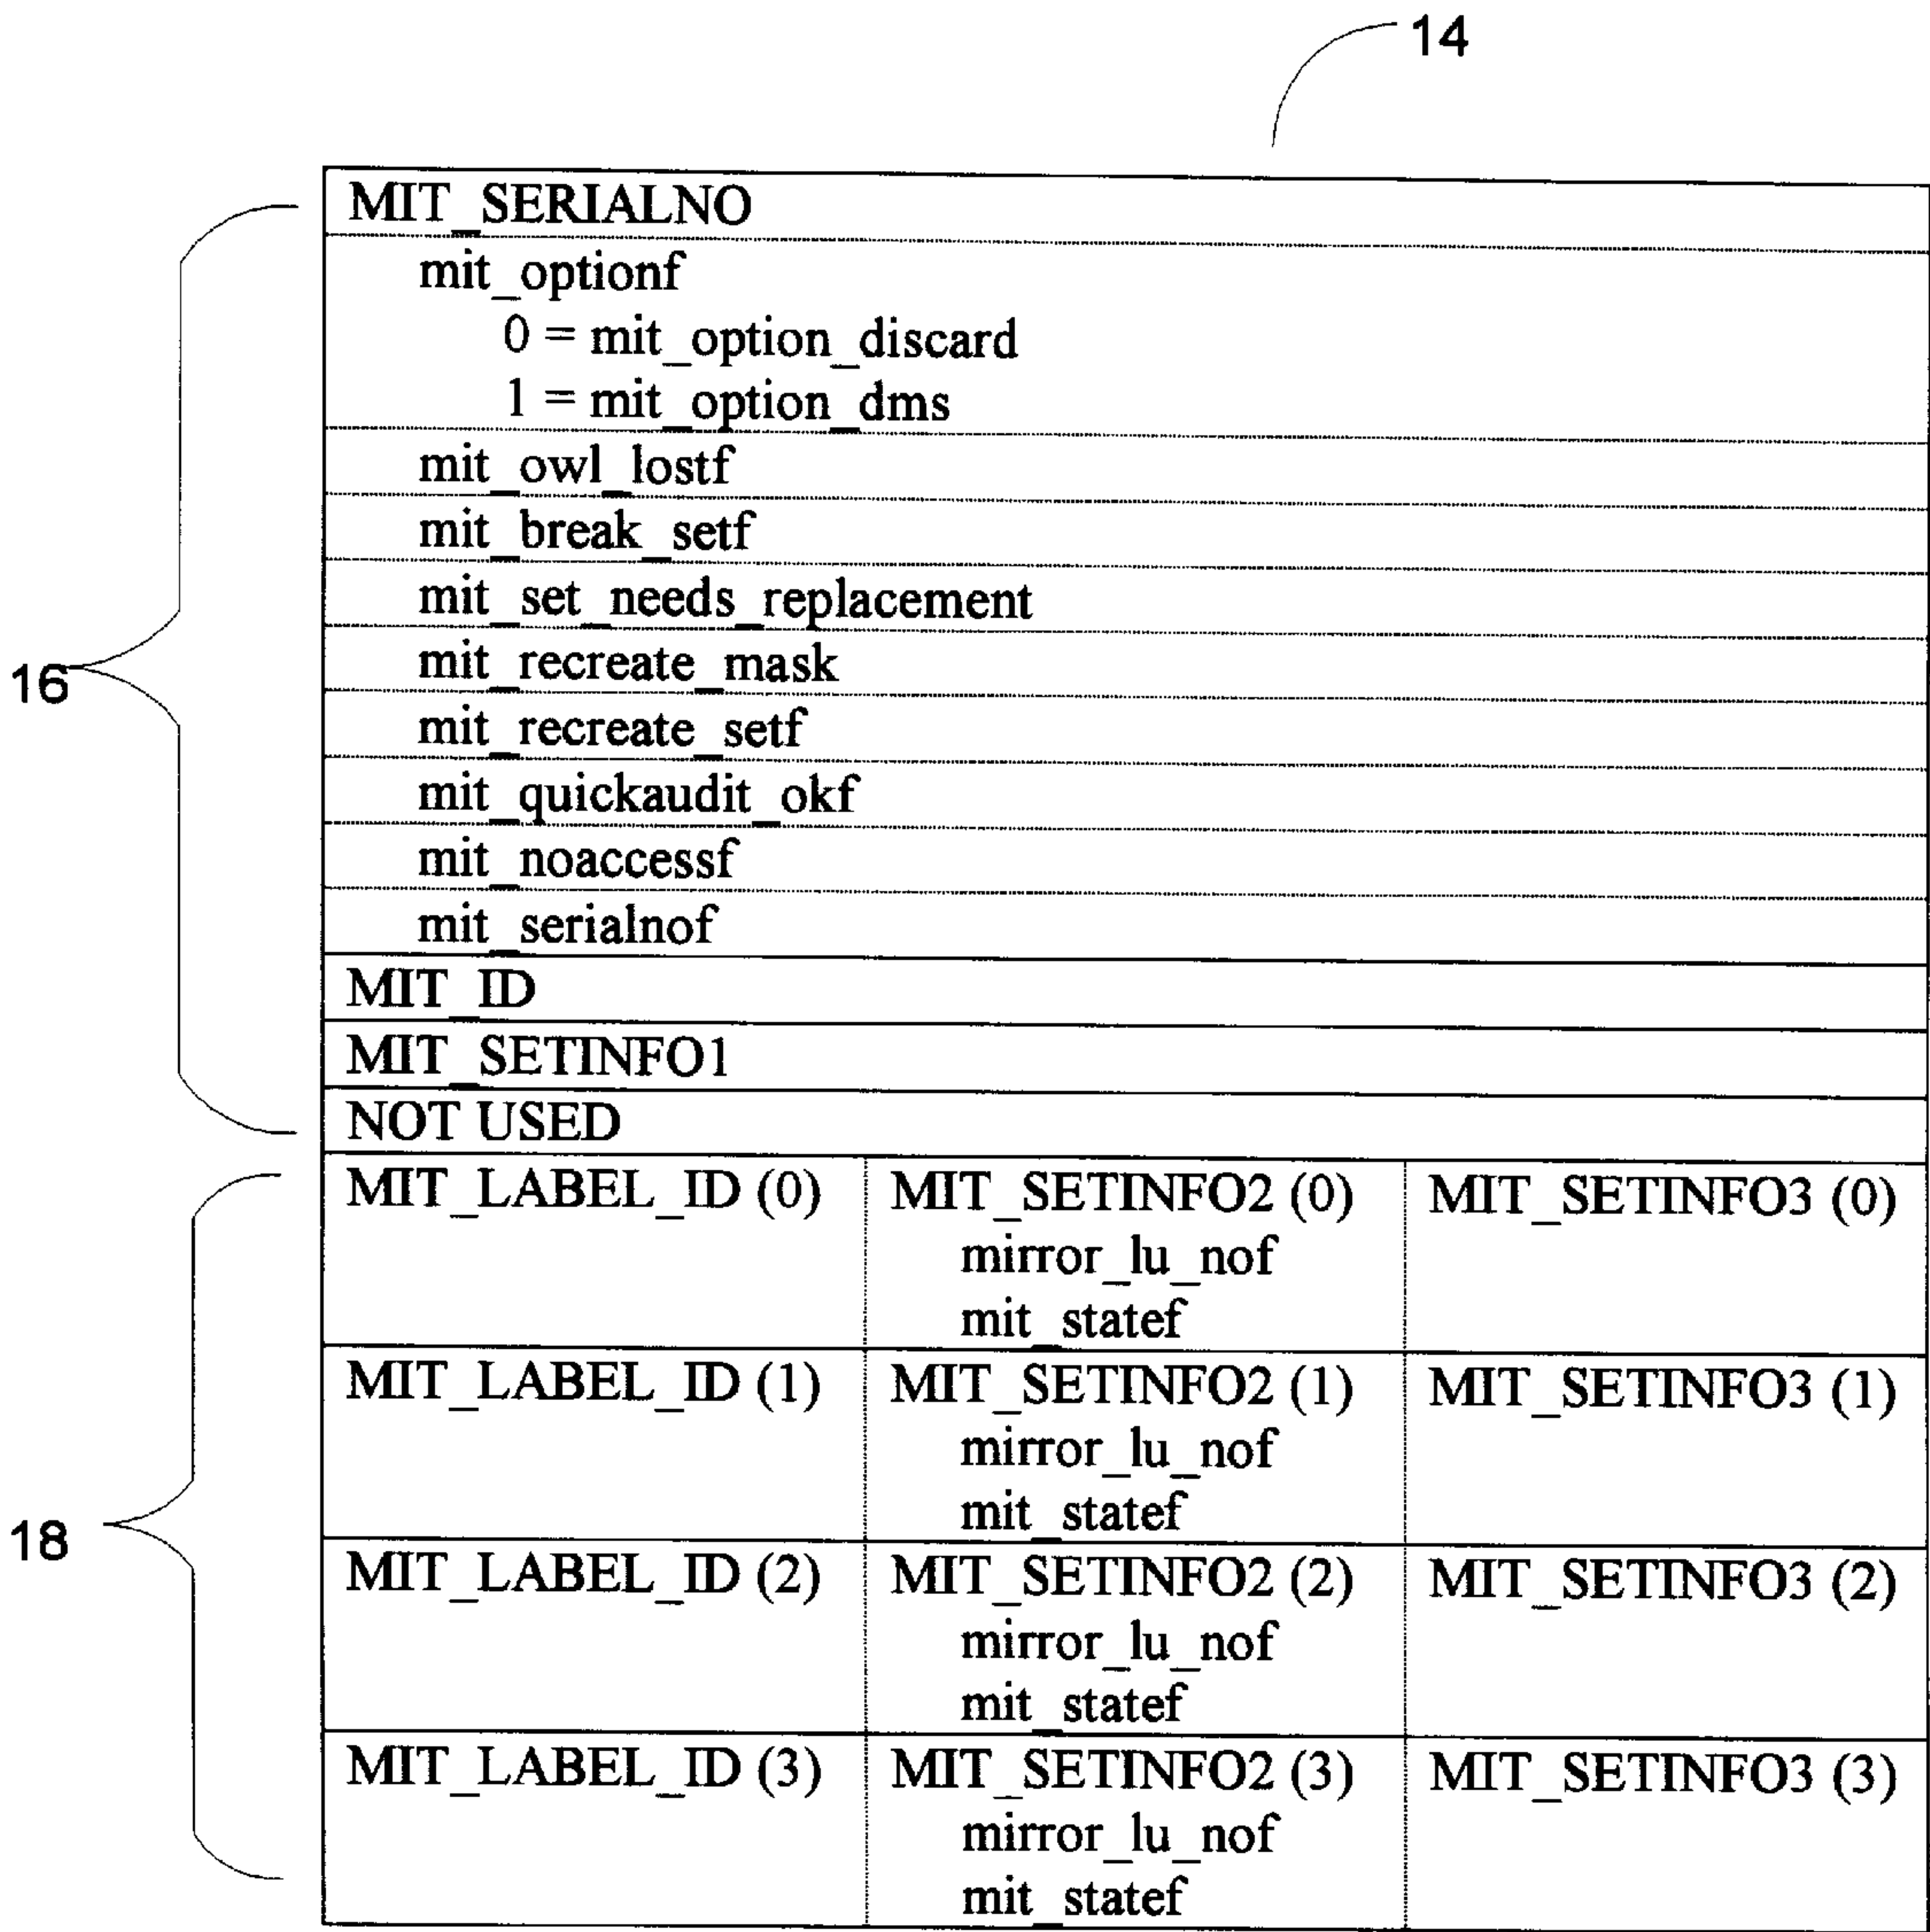 14
MIT_SERIALNO
mit_optionf
0 = mit_option_discard
1 = mit_option_dms
mit_owl_lostf
mit_break_setf
mit_set_needs_replacement
mit_recreate_mask
16
mit_recreate_setf
mit_quickaudit_okf
mit_noaccessf
mit_serialnof
MIT_ID
MIT_SETINFO1
NOT USED
MIT_LABEL_ID (0) MIT_SETINFO2 (0) MIT_SETINFO3 (0)
mirror_lu_nof
mit_statef
MIT_LABEL_ID (1) MIT_SETINFO2 (1) MIT_SETINFO3 (1)
mirror_lu_nof
mit_statef
18
MIT_LABEL_ID (2) MIT_SETINFO2 (2) MIT_SETINFO3 (2)
mirror_lu_nof
mit_statef
MIT_LABEL_ID (3) MIT_SETINFO2 (3) MIT_SETINFO3 (3)
mirror_lu_nof
mit_statef